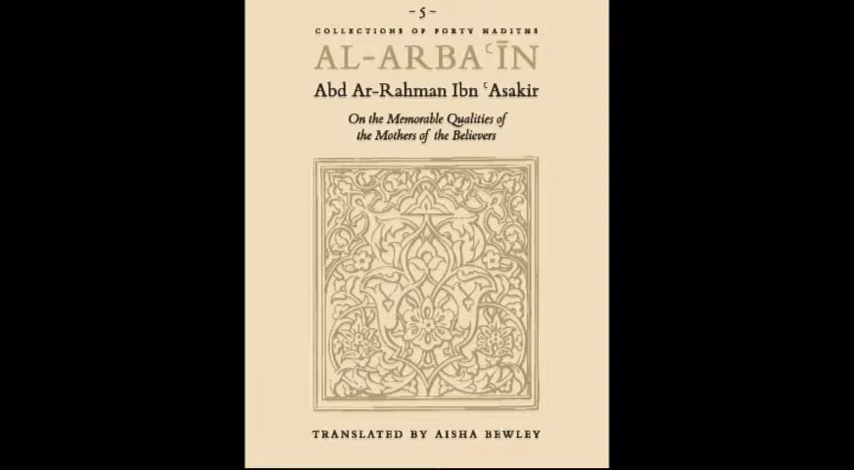 - 5 -
COLLECTIONS OF FORTY HADITHS
AL-ARBAʿĪN
Abd Ar-Rahman Ibn ʿAsakir
On the Memorable Qualities of
the Mothers of the Believers
TRANSLATED BY AISHA BEWLEY